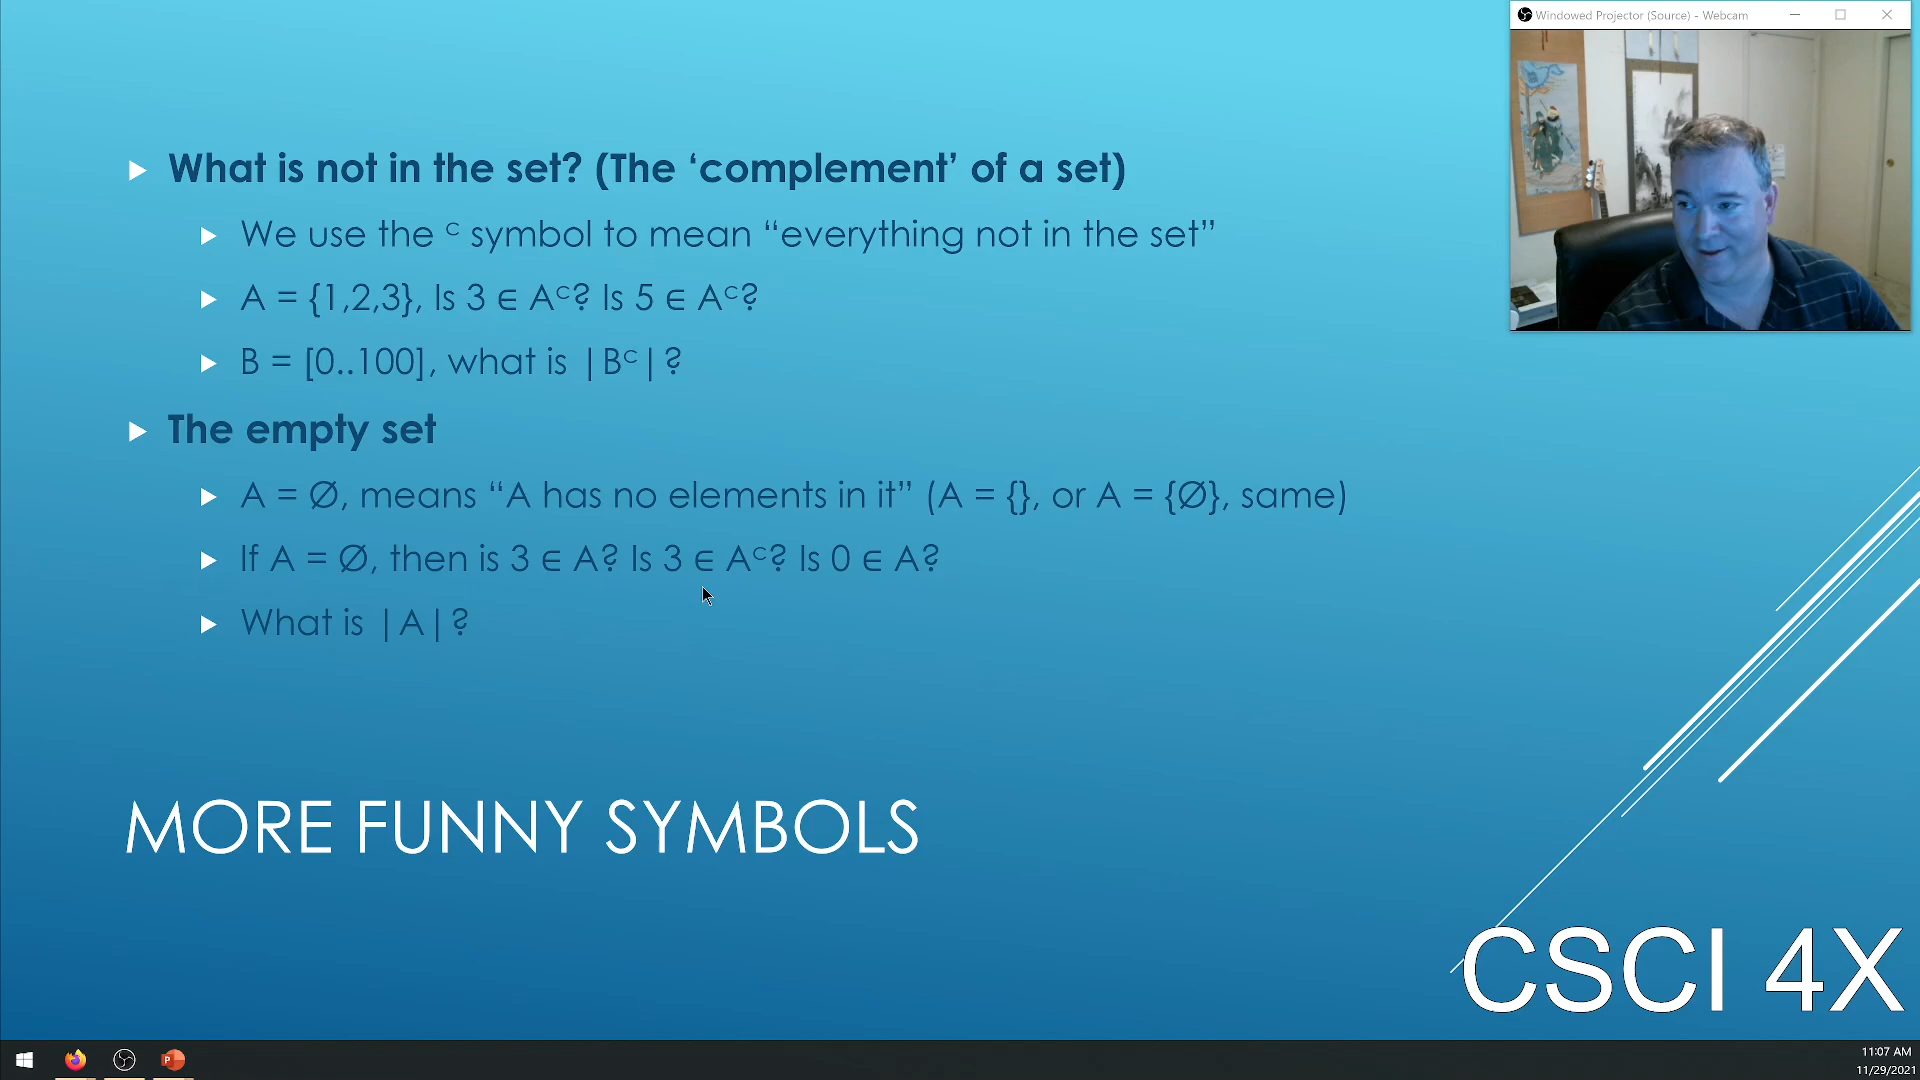 Windowed Projector (Source) - Webcam
What is not in the set? (The ‘complement’ of a set)
We use the ᶜ symbol to mean “everything not in the set”
A = {1,2,3}, Is 3 ∈ Aᶜ? Is 5 ∈ Aᶜ?
B = [0..100], what is |Bᶜ|?
The empty set
A = Ø, means “A has no elements in it” (A = {}, or A = {Ø}, same)
If A = Ø, then is 3 ∈ A? Is 3 ∈ Aᶜ? Is 0 ∈ A?
What is |A|?
MORE FUNNY SYMBOLS
CSCI 4X
11:07 AM
11/29/2021